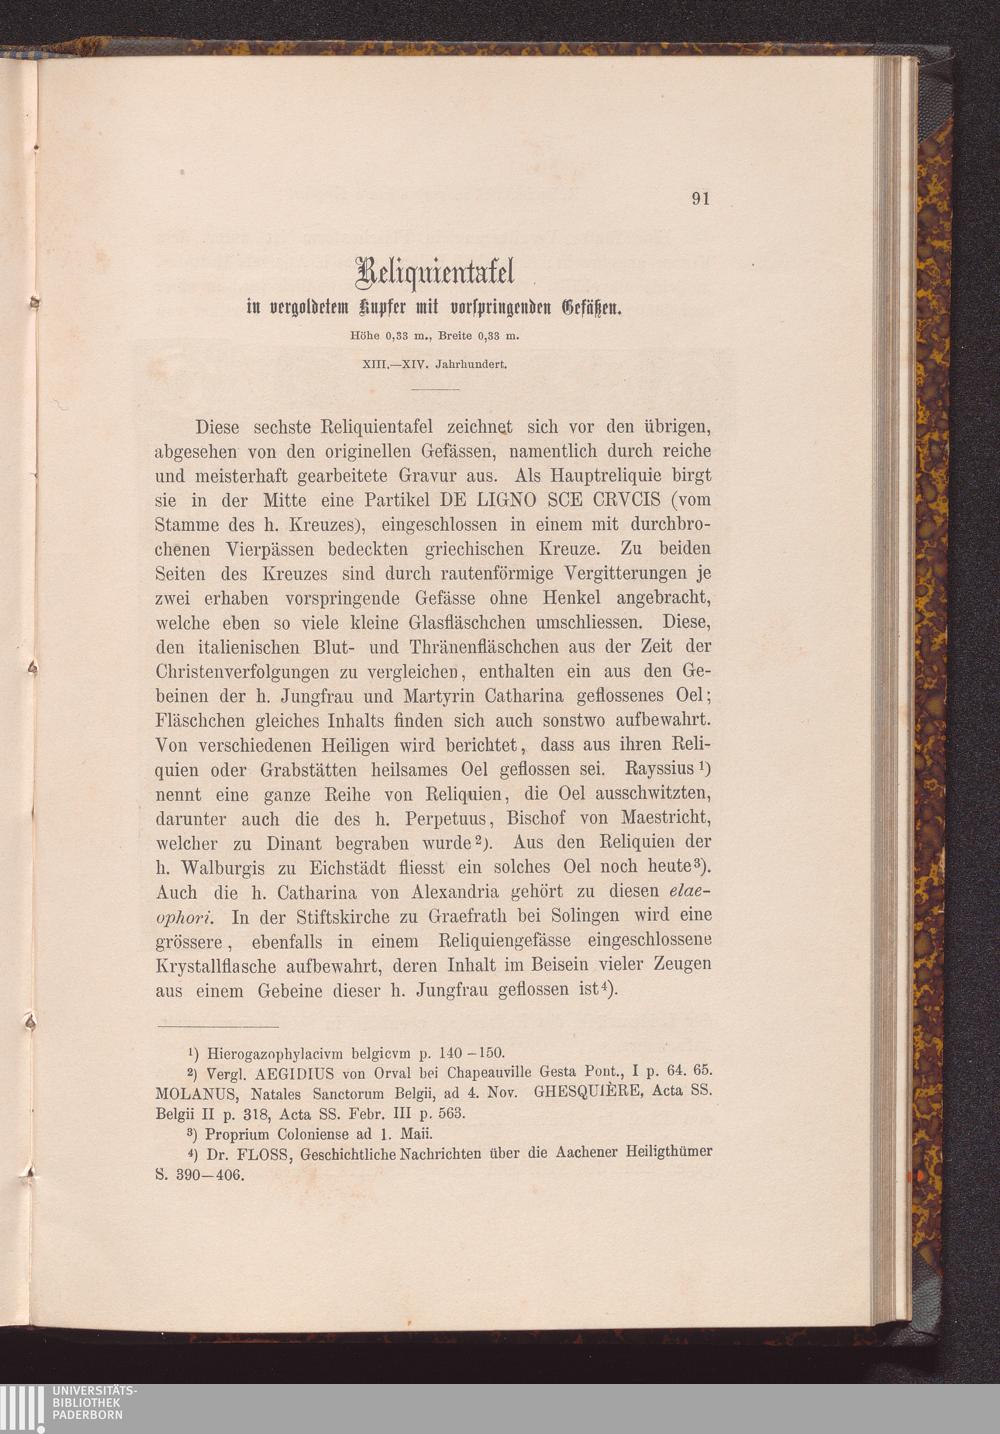 91
Reliquientafel
in vergoldetem Kupfer mit vorspringenden Gefäßen.
Höhe 0,33 m., Breite 0,33 m.
XIII.—XIV. Jahrhundert.
Diese sechste Reliquientafel zeichnet sich vor den übrigen,
abgesehen von den originellen Gefässen, namentlich durch reiche
und meisterhaft gearbeitete Gravur aus. Als Hauptreliquie birgt
sie in der Mitte eine Partikel DE LIGNO SCE CRVCIS (vom
Stamme des h. Kreuzes), eingeschlossen in einem mit durchbro-
chenen Vierpässen bedeckten griechischen Kreuze. Zu beiden
Seiten des Kreuzes sind durch rautenförmige Vergitterungen je
zwei erhaben vorspringende Gefässe ohne Henkel angebracht,
welche eben so viele kleine Glasfläschchen umschliessen. Diese,
den italienischen Blut- und Thränenfläschchen aus der Zeit der
Christenverfolgungen zu vergleichen, enthalten ein aus den Ge-
beinen der h. Jungfrau und Martyrin Catharina geflossenes Oel;
Fläschchen gleiches Inhalts finden sich auch sonstwo aufbewahrt.
Von verschiedenen Heiligen wird berichtet, dass aus ihren Reli-
quien oder Grabstätten heilsames Oel geflossen sei. Rayssius ¹)
nennt eine ganze Reihe von Reliquien, die Oel ausschwitzten,
darunter auch die des h. Perpetuus, Bischof von Maestricht,
welcher zu Dinant begraben wurde ²). Aus den Reliquien der
h. Walburgis zu Eichstädt fliesst ein solches Oel noch heute ³).
Auch die h. Catharina von Alexandria gehört zu diesen elae-
ophori. In der Stiftskirche zu Graefrath bei Solingen wird eine
grössere, ebenfalls in einem Reliquiengefässe eingeschlossene
Krystallflasche aufbewahrt, deren Inhalt im Beisein vieler Zeugen
aus einem Gebeine dieser h. Jungfrau geflossen ist ⁴).
¹) Hierogazophylacivm belgicvm p. 140–150.
²) Vergl. AEGIDIUS von Orval bei Chapeauville Gesta Pont., I p. 64. 65.
MOLANUS, Natales Sanctorum Belgii, ad 4. Nov. GHESQUIÈRE, Acta SS.
Belgii II p. 318, Acta SS. Febr. III p. 563.
³) Proprium Coloniense ad 1. Maii.
⁴) Dr. FLOSS, Geschichtliche Nachrichten über die Aachener Heiligthümer
S. 390—406.
UNIVERSITÄTS-
BIBLIOTHEK
PADERBORN